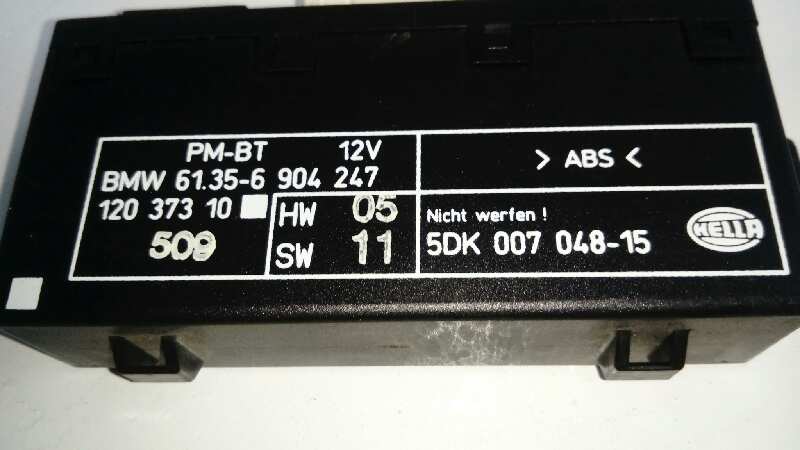 PM-BT 12V
BMW 61.35-6 904 247
120 373 10
509
HW 05
SW 11
> ABS <
Nicht werfen !
5DK 007 048-15
HELLA